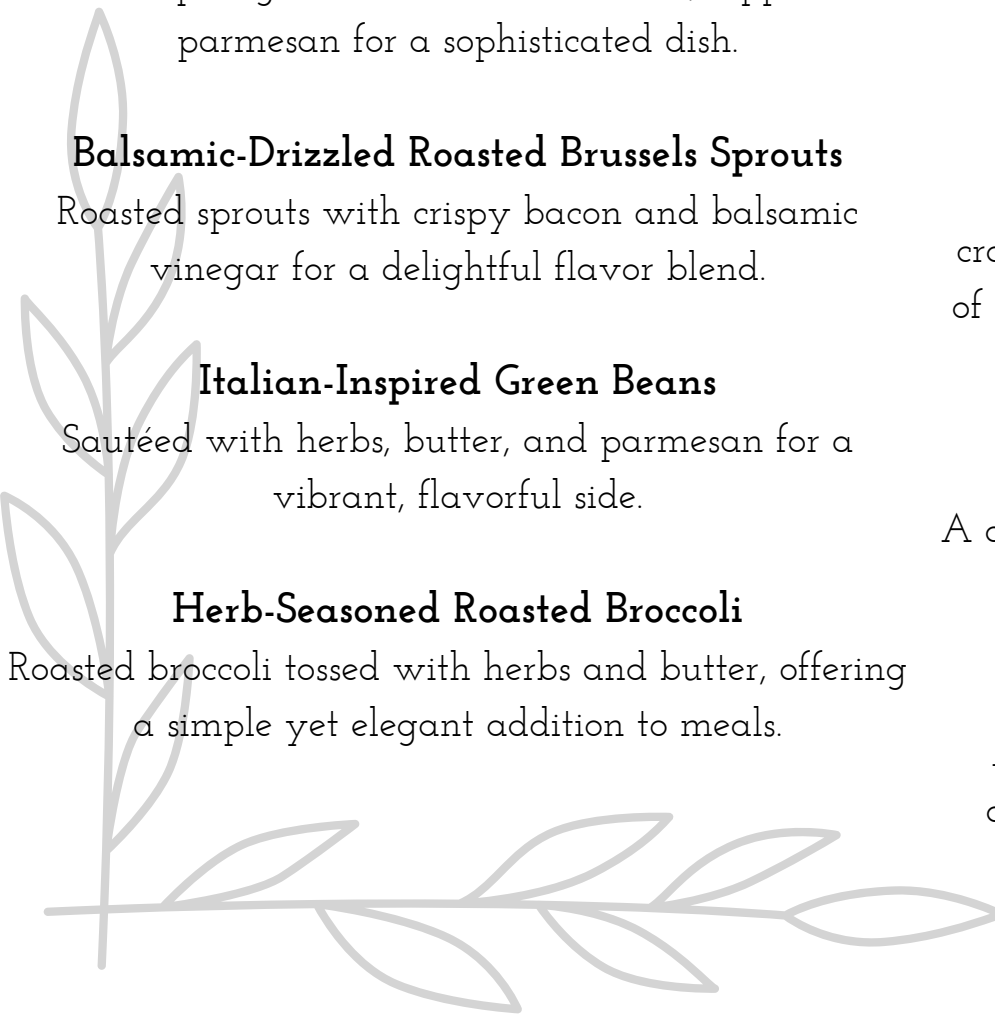 parmesan for a sophisticated dish.
Balsamic-Drizzled Roasted Brussels Sprouts
Roasted sprouts with crispy bacon and balsamic
vinegar for a delightful flavor blend.
Italian-Inspired Green Beans
Sautéed with herbs, butter, and parmesan for a
vibrant, flavorful side.
Herb-Seasoned Roasted Broccoli
Roasted broccoli tossed with herbs and butter, offering
a simple yet elegant addition to meals.
of
A